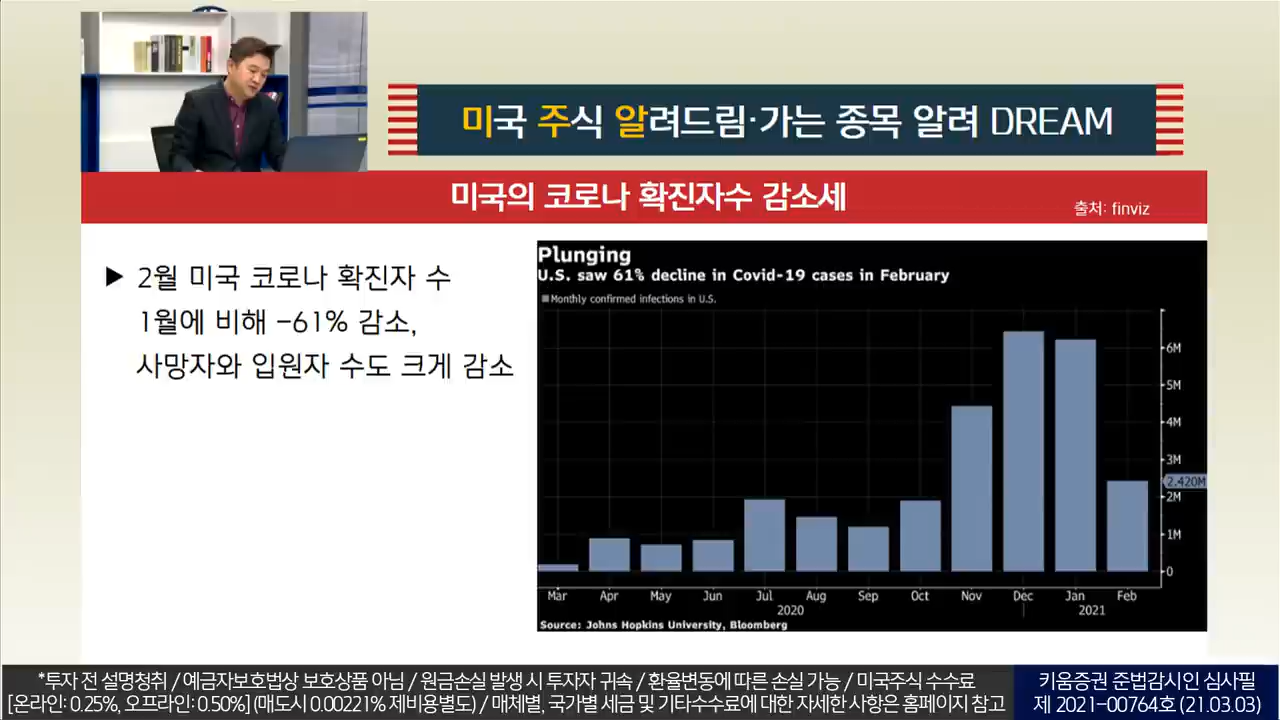 미국 주식 알려드림·가는 종목 알려 DREAM
미국의 코로나 확진자수 감소세
출처: finviz
▶ 2월 미국 코로나 확진자 수
1월에 비해 -61% 감소,
사망자와 입원자 수도 크게 감소
Plunging
U.S. saw 61% decline in Covid-19 cases in February
Monthly confirmed infections in U.S.
6M
5M
4M
3M
2.420M
2M
1M
0
Mar Apr May Jun Jul Aug Sep Oct Nov Dec Jan Feb
2020 2021
Source: Johns Hopkins University, Bloomberg
*투자 전 설명청취 / 예금자보호법상 보호상품 아님 / 원금손실 발생 시 투자자 귀속 / 환율변동에 따른 손실 가능 / 미국주식 수수료
[온라인: 0.25%, 오프라인: 0.50%] (매도시 0.00221% 제비용별도) / 매체별, 국가별 세금 및 기타수수료에 대한 자세한 사항은 홈페이지 참고
키움증권 준법감시인 심사필
제 2021-00764호 (21.03.03)